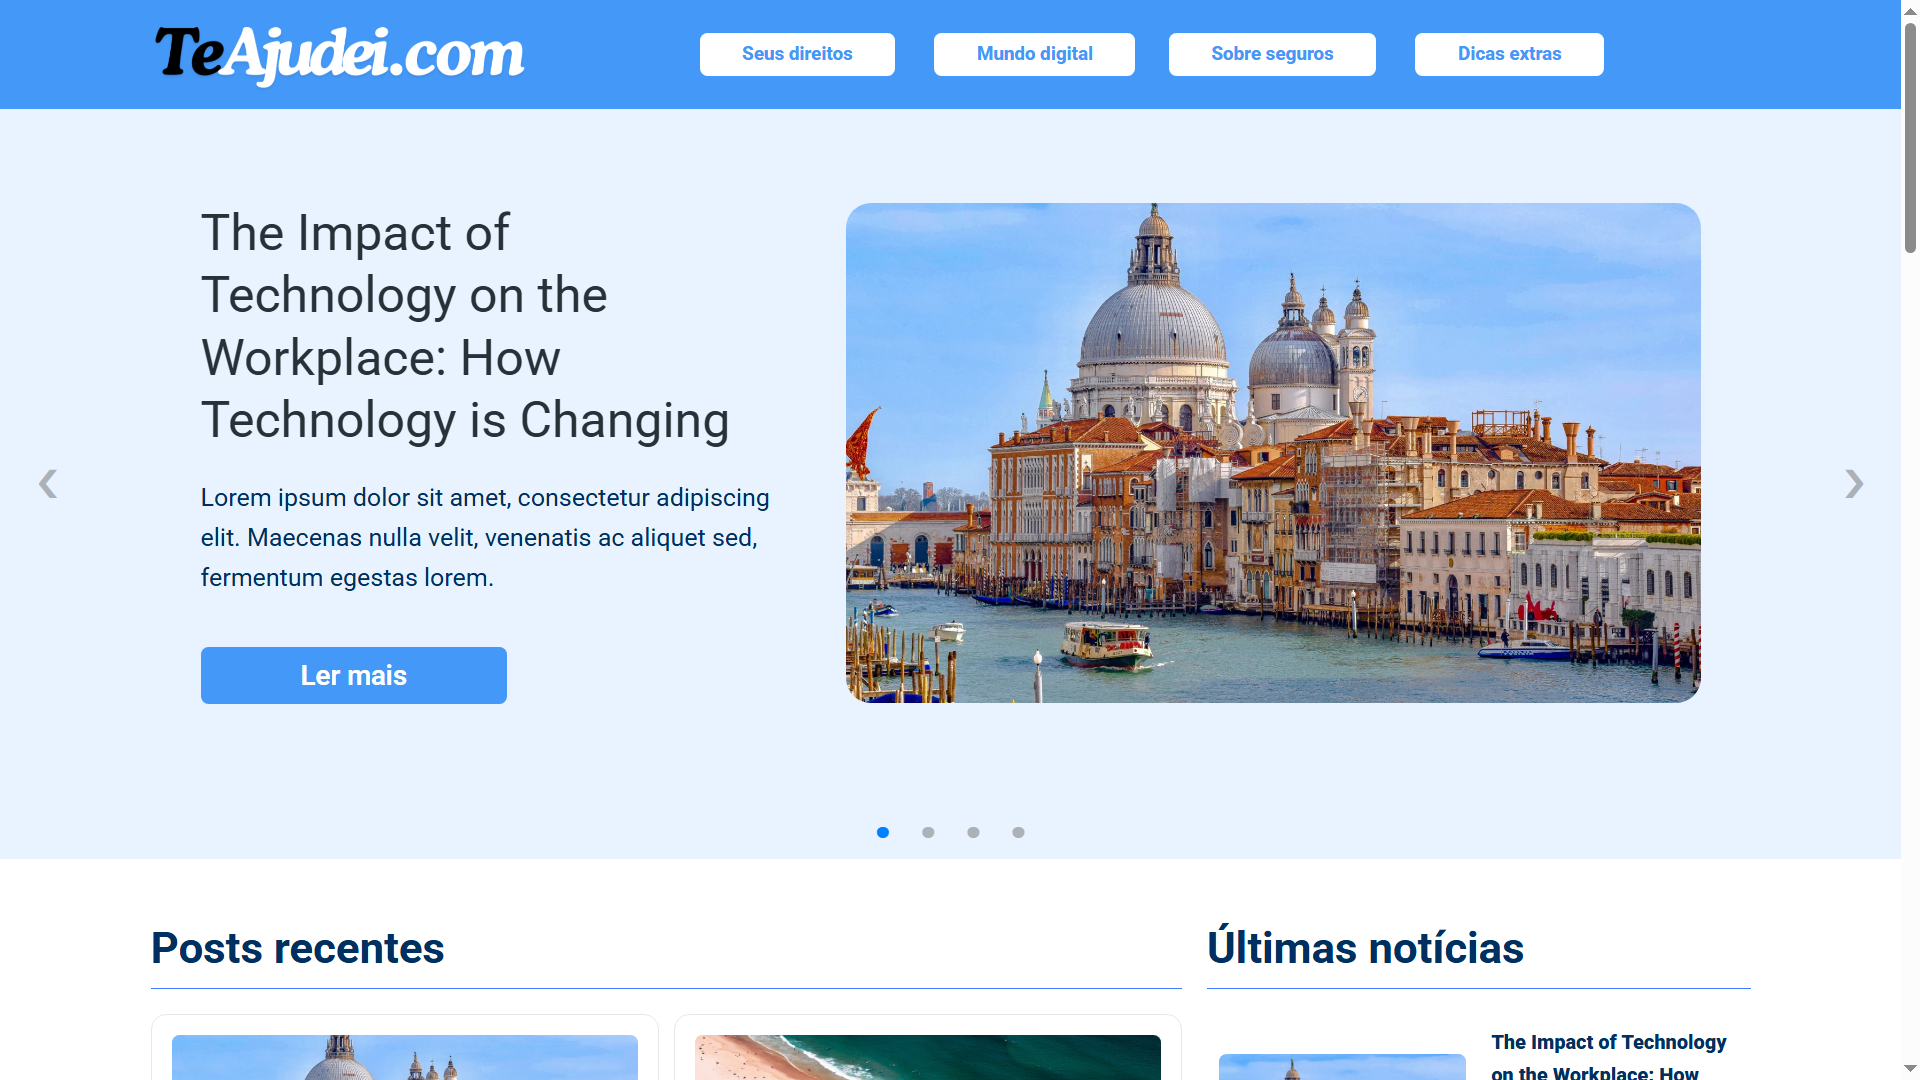 TeAjudei.com
Seus direitos
Mundo digital
Sobre seguros
Dicas extras
The Impact of
Technology on the
Workplace: How
Technology is Changing
Lorem ipsum dolor sit amet, consectetur adipiscing
elit. Maecenas nulla velit, venenatis ac aliquet sed,
fermentum egestas lorem.
Ler mais
Posts recentes
Últimas notícias
The Impact of Technology
on the Workplace: How